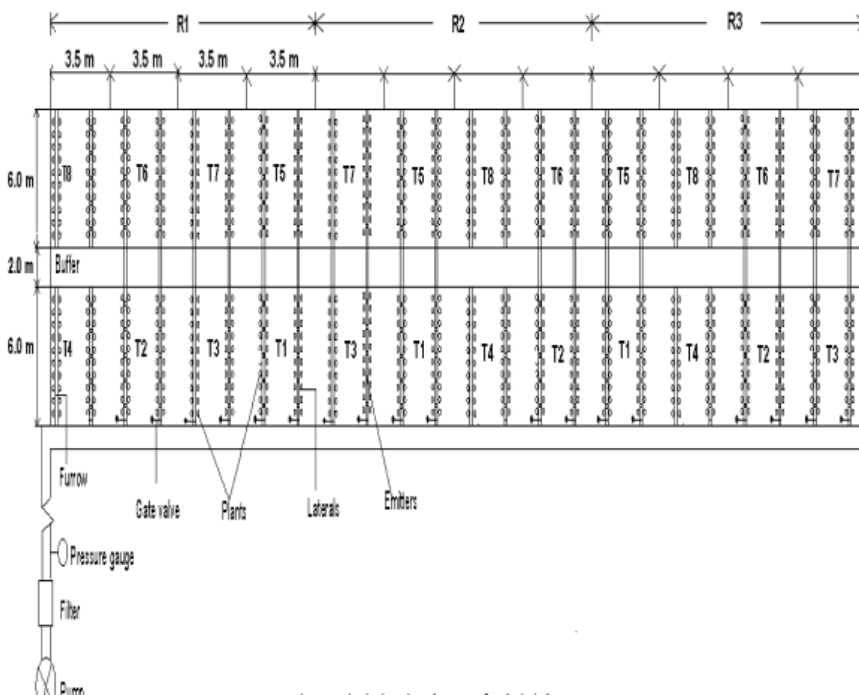 R1 R2 R3
3.5 m 3.5 m 3.5 m 3.5 m
6.0 m T8 T6 T7 T5 T7 T5 T8 T6 T5 T8 T6 T7
2.0 m Buffer
6.0 m T4 T2 T3 T1 T3 T1 T4 T2 T1 T4 T2 T3
Furrow
Gate valve
Plants
Laterals
Emitters
Pressure gauge
Filter
Pump